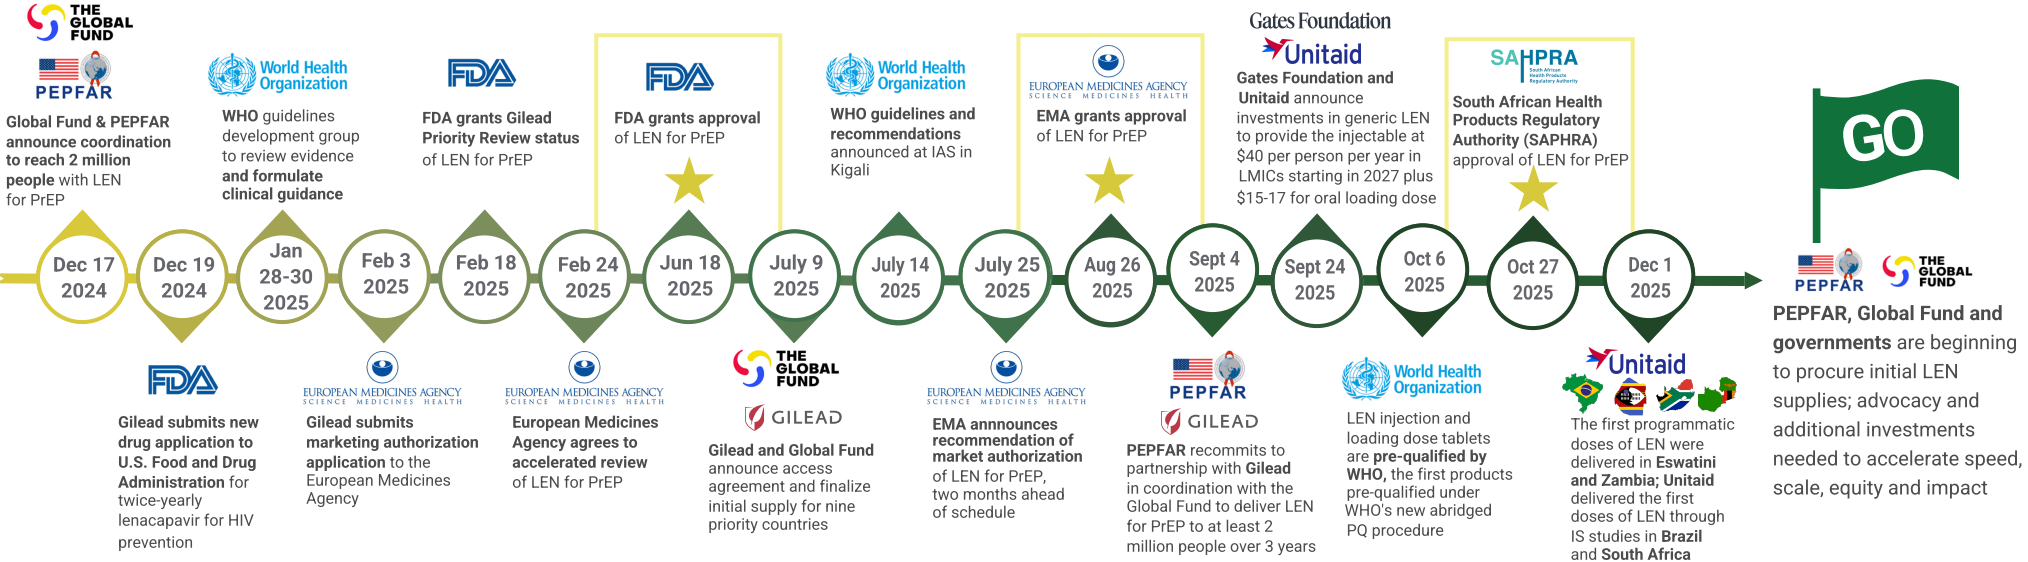 THE
GLOBAL
FUND
PEPFAR
Global Fund & PEPFAR
announce coordination
to reach 2 million
people with LEN
for PrEP
Dec 17
2024
Dec 19
2024
FDA
Gilead submits new
drug application to
U.S. Food and Drug
Administration for
twice-yearly
lenacapavir for HIV
prevention
World Health
Organization
WHO guidelines
development group
to review evidence
and formulate
clinical guidance
Jan
28-30
2025
Feb 3
2025
EUROPEAN MEDICINES AGENCY
SCIENCE MEDICINES HEALTH
Gilead submits
marketing authorization
application to the
European Medicines
Agency
FDA
FDA grants Gilead
Priority Review status
of LEN for PrEP
Feb 18
2025
Feb 24
2025
EUROPEAN MEDICINES AGENCY
SCIENCE MEDICINES HEALTH
European Medicines
Agency agrees to
accelerated review
of LEN for PrEP
FDA
FDA grants approval
of LEN for PrEP
Jun 18
2025
July 9
2025
THE
GLOBAL
FUND
GILEAD
Gilead and Global Fund
announce access
agreement and finalize
initial supply for nine
priority countries
World Health
Organization
WHO guidelines and
recommendations
announced at IAS in
Kigali
July 14
2025
July 25
2025
EUROPEAN MEDICINES AGENCY
SCIENCE MEDICINES HEALTH
EMA annnounces
recommendation of
market authorization
of LEN for PrEP,
two months ahead
of schedule
EUROPEAN MEDICINES AGENCY
SCIENCE MEDICINES HEALTH
EMA grants approval
of LEN for PrEP
Aug 26
2025
Sept 4
2025
PEPFAR
GILEAD
PEPFAR recommits to
partnership with Gilead
in coordination with the
Global Fund to deliver LEN
for PrEP to at least 2
million people over 3 years
Gates Foundation
Unitaid
Gates Foundation and
Unitaid announce
investments in generic LEN
to provide the injectable at
$40 per person per year in
LMICs starting in 2027 plus
$15-17 for oral loading dose
Sept 24
2025
Oct 6
2025
World Health
Organization
LEN injection and
loading dose tablets
are pre-qualified by
WHO, the first products
pre-qualified under
WHO's new abridged
PQ procedure
SAHPRA
South African
Health Products
Regulatory Authority
South African Health
Products Regulatory
Authority (SAPHRA)
approval of LEN for PrEP
Oct 27
2025
Dec 1
2025
Unitaid
The first programmatic
doses of LEN were
delivered in Eswatini
and Zambia; Unitaid
delivered the first
doses of LEN through
IS studies in Brazil
and South Africa
GO
PEPFAR
THE
GLOBAL
FUND
PEPFAR, Global Fund and
governments are beginning
to procure initial LEN
supplies; advocacy and
additional investments
needed to accelerate speed,
scale, equity and impact